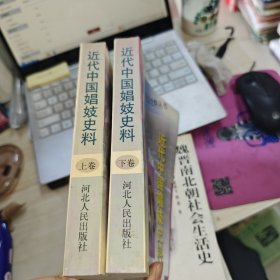 近代中国娼妓史料
上卷
河北人民出版社
近代中国娼妓史料
下卷
河北人民出版社
魏晋南北朝社会生活史